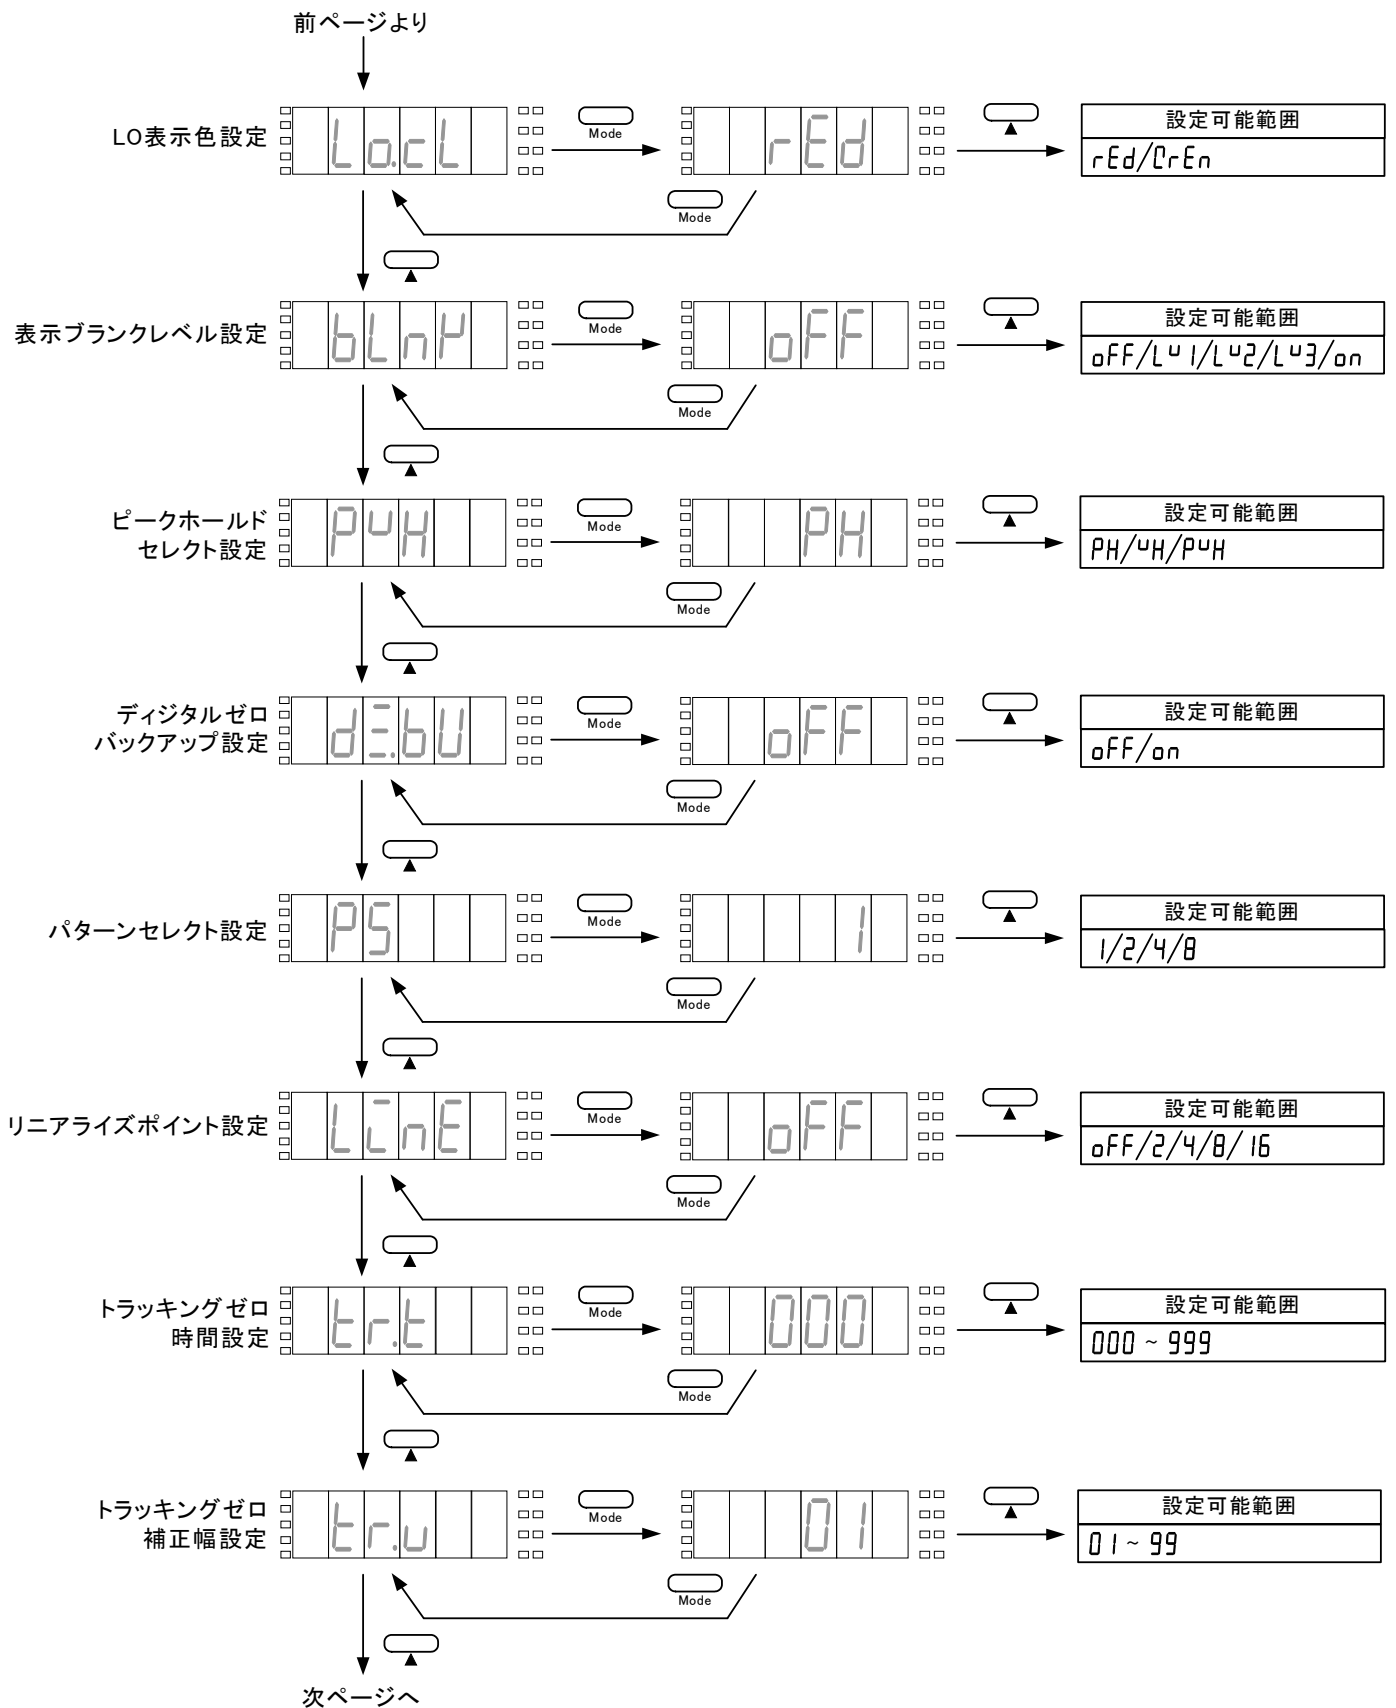 前ページより
LO表示色設定
Lo.cL
Mode
rEd
設定可能範囲
rEd/GrEn
Mode
表示ブランクレベル設定
bLnK
Mode
oFF
設定可能範囲
oFF/Lv1/Lv2/Lv3/on
Mode
ピークホールド
セレクト設定
PvH
Mode
PH
設定可能範囲
PH/vH/PvH
Mode
ディジタルゼロ
バックアップ設定
dZ.bU
Mode
oFF
設定可能範囲
oFF/on
Mode
パターンセレクト設定
PS
Mode
1
設定可能範囲
1/2/4/8
Mode
リニアライズポイント設定
LinE
Mode
oFF
設定可能範囲
oFF/2/4/8/16
Mode
トラッキングゼロ
時間設定
tr.t
Mode
000
設定可能範囲
000 ~ 999
Mode
トラッキングゼロ
補正幅設定
tr.v
Mode
01
設定可能範囲
01 ~ 99
Mode
次ページへ